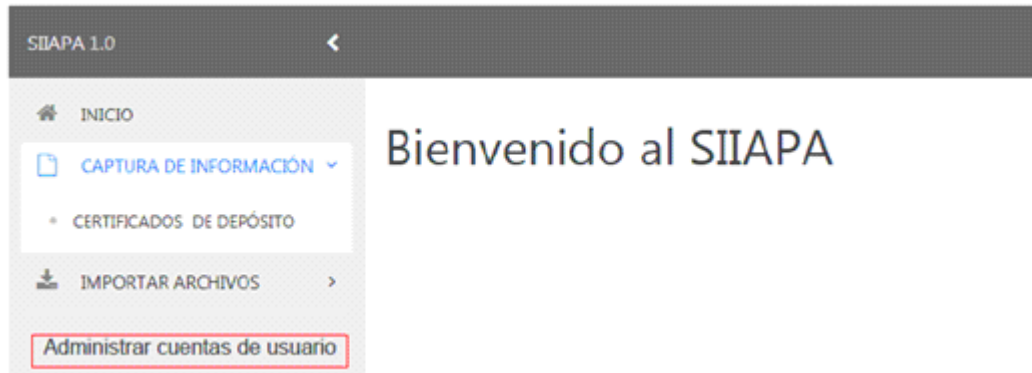 SIIAPA 1.0
INICIO
CAPTURA DE INFORMACIÓN
CERTIFICADOS DE DEPÓSITO
IMPORTAR ARCHIVOS
Administrar cuentas de usuario
Bienvenido al SIIAPA